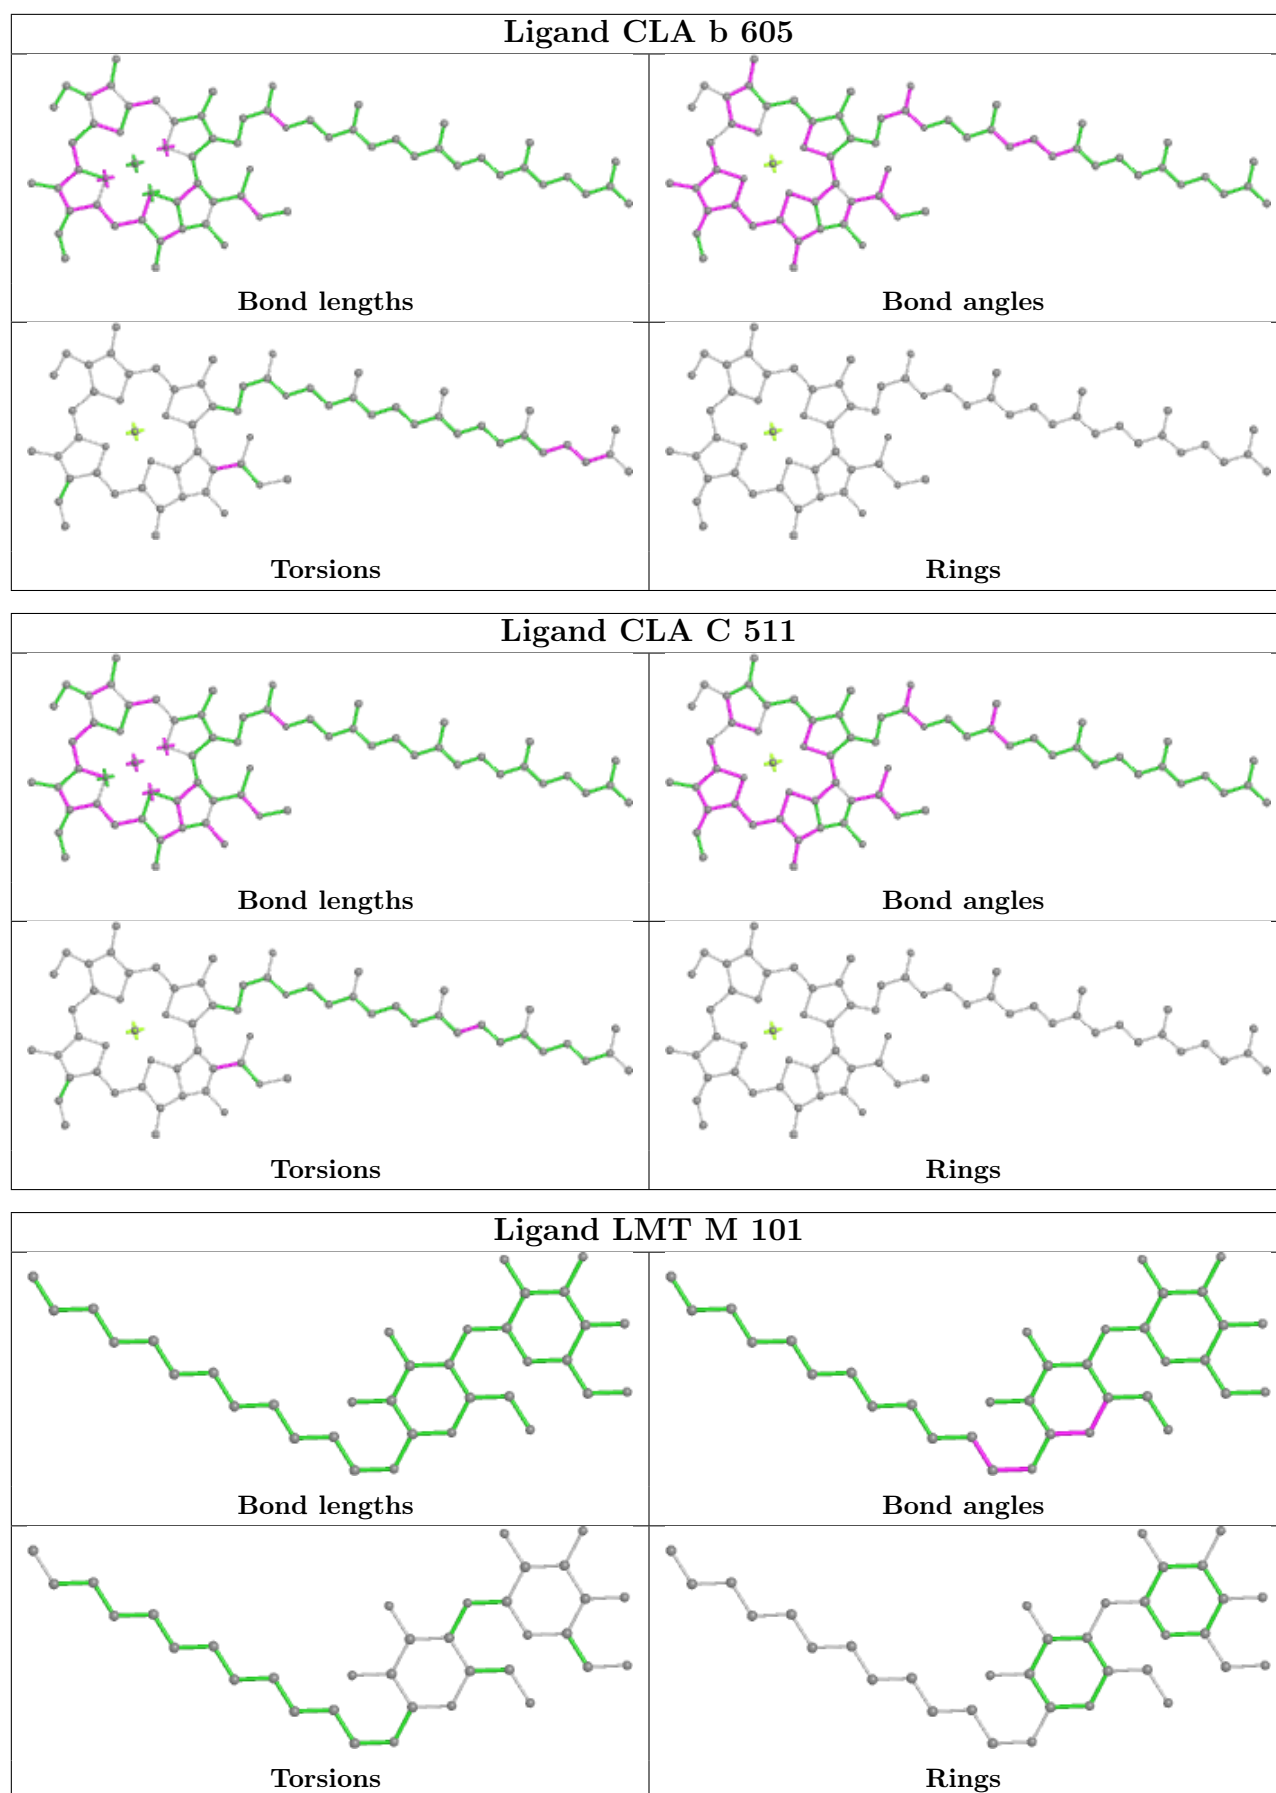 Ligand CLA b 605
Bond lengths
Bond angles
Torsions
Rings
Ligand CLA C 511
Bond lengths
Bond angles
Torsions
Rings
Ligand LMT M 101
Bond lengths
Bond angles
Torsions
Rings